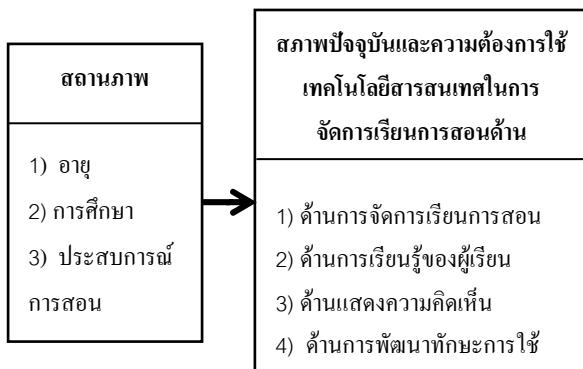 สถานภาพ
1) อายุ
2) การศึกษา
3) ประสบการณ์
การสอน
สภาพปัจจุบันและความต้องการใช้
เทคโนโลยีสารสนเทศในการ
จัดการเรียนการสอนด้าน
1) ด้านการจัดการเรียนการสอน
2) ด้านการเรียนรู้ของผู้เรียน
3) ด้านแสดงความคิดเห็น
4) ด้านการพัฒนาทักษะการใช้